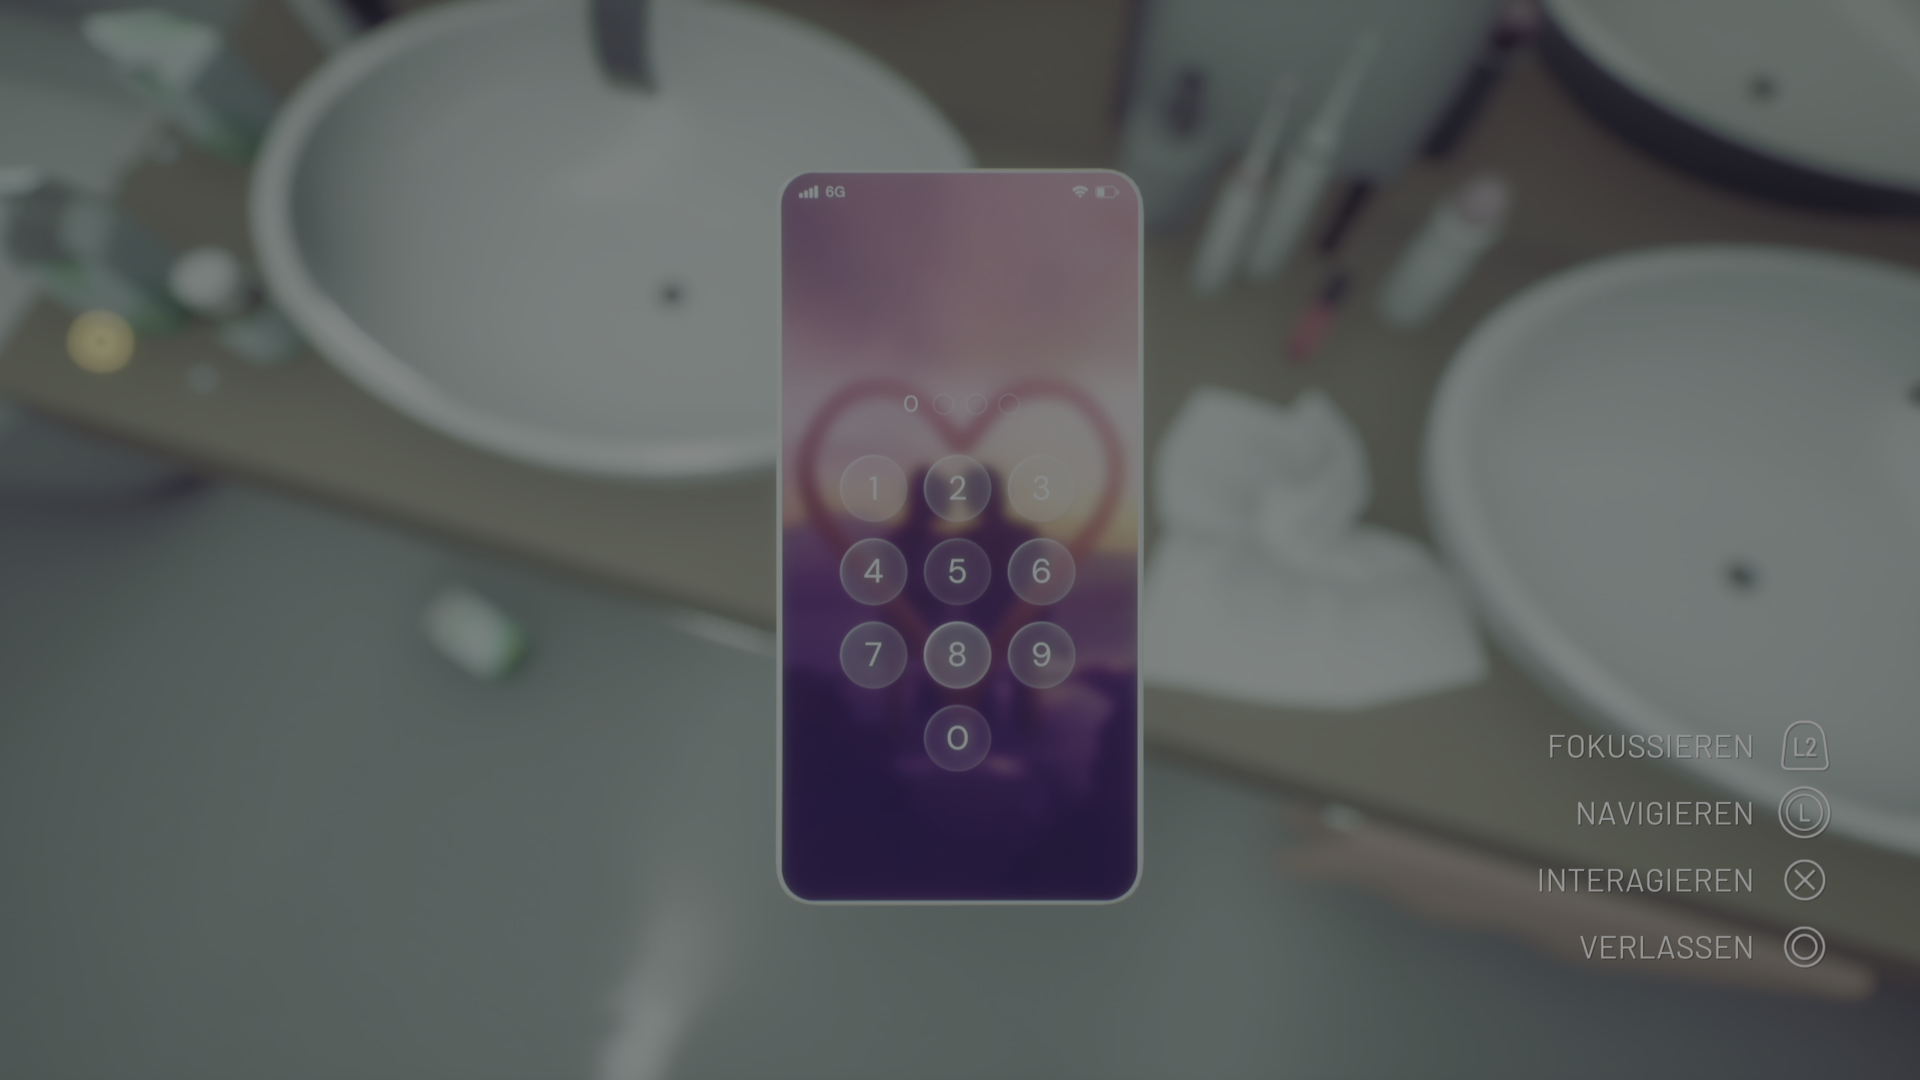 6G
0
1 2 3
4 5 6
7 8 9
0
FOKUSSIEREN L2
NAVIGIEREN L
INTERAGIEREN
VERLASSEN